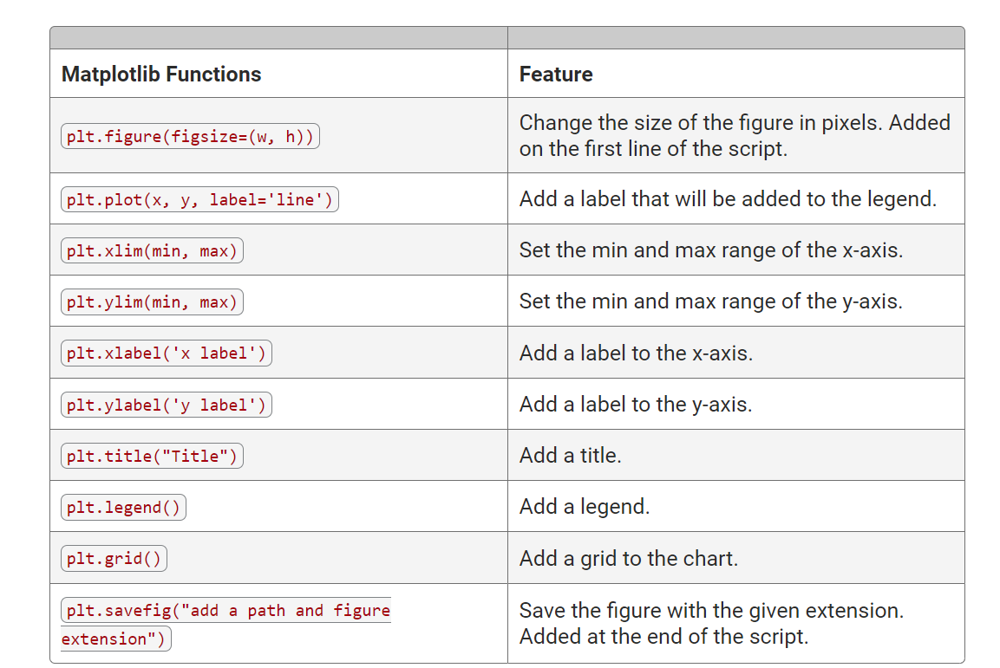 Matplotlib Functions
Feature
plt.figure(figsize=(w, h))
Change the size of the figure in pixels. Added
on the first line of the script.
plt.plot(x, y, label='line')
Add a label that will be added to the legend.
plt.xlim(min, max)
Set the min and max range of the x-axis.
plt.ylim(min, max)
Set the min and max range of the y-axis.
plt.xlabel('x label')
Add a label to the x-axis.
plt.ylabel('y label')
Add a label to the y-axis.
plt.title("Title")
Add a title.
plt.legend()
Add a legend.
plt.grid()
Add a grid to the chart.
plt.savefig("add a path and figure
extension")
Save the figure with the given extension.
Added at the end of the script.